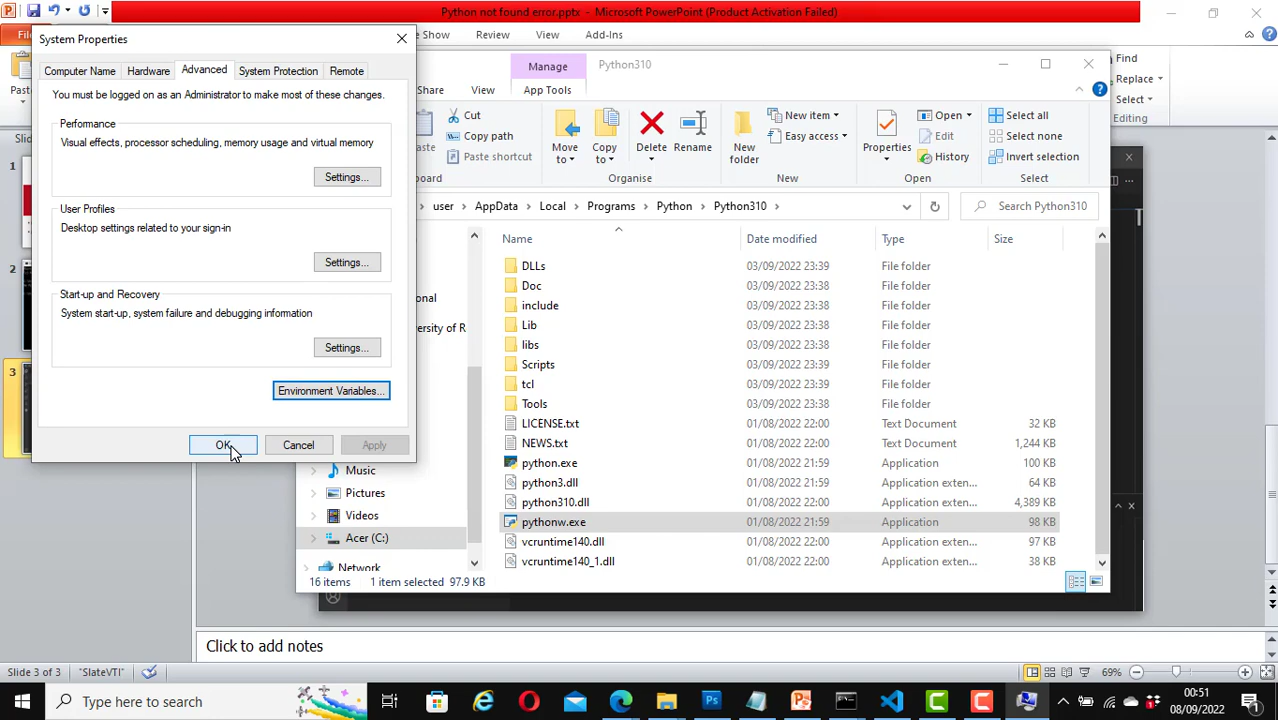 Python not found error.pptx - Microsoft PowerPoint (Product Activation Failed)
Show Review View Add-Ins
System Properties
Computer Name Hardware Advanced System Protection Remote
You must be logged on as an Administrator to make most of these changes.
Performance
Visual effects, processor scheduling, memory usage and virtual memory
Settings...
User Profiles
Desktop settings related to your sign-in
Settings...
Start-up and Recovery
System start-up, system failure and debugging information
Settings...
Environment Variables...
OK Cancel Apply
Manage Python310
Share View App Tools
Cut
Copy path
Paste shortcut
Move to
Copy to
Delete
Rename
New folder
New item
Easy access
Properties
Open
Edit
History
Select all
Select none
Invert selection
Organise New Open Select
user AppData Local Programs Python Python310
Search Python310
Name Date modified Type Size
DLLs 03/09/2022 23:39 File folder
Doc 03/09/2022 23:38 File folder
include 03/09/2022 23:38 File folder
Lib 03/09/2022 23:38 File folder
libs 03/09/2022 23:38 File folder
Scripts 03/09/2022 23:39 File folder
tcl 03/09/2022 23:39 File folder
Tools 03/09/2022 23:38 File folder
LICENSE.txt 01/08/2022 22:00 Text Document 32 KB
NEWS.txt 01/08/2022 22:00 Text Document 1,244 KB
python.exe 01/08/2022 21:59 Application 100 KB
python3.dll 01/08/2022 21:59 Application exten... 64 KB
python310.dll 01/08/2022 22:00 Application exten... 4,389 KB
pythonw.exe 01/08/2022 21:59 Application 98 KB
vcruntime140.dll 01/08/2022 22:00 Application exten... 97 KB
vcruntime140_1.dll 01/08/2022 22:00 Application exten... 38 KB
Music
Pictures
Videos
Acer (C:)
Network
16 items 1 item selected 97.9 KB
Find
Replace
Select
Editing
1
2
3
Click to add notes
Slide 3 of 3 "SlateVTI" 69%
Type here to search
00:51
08/09/2022
1